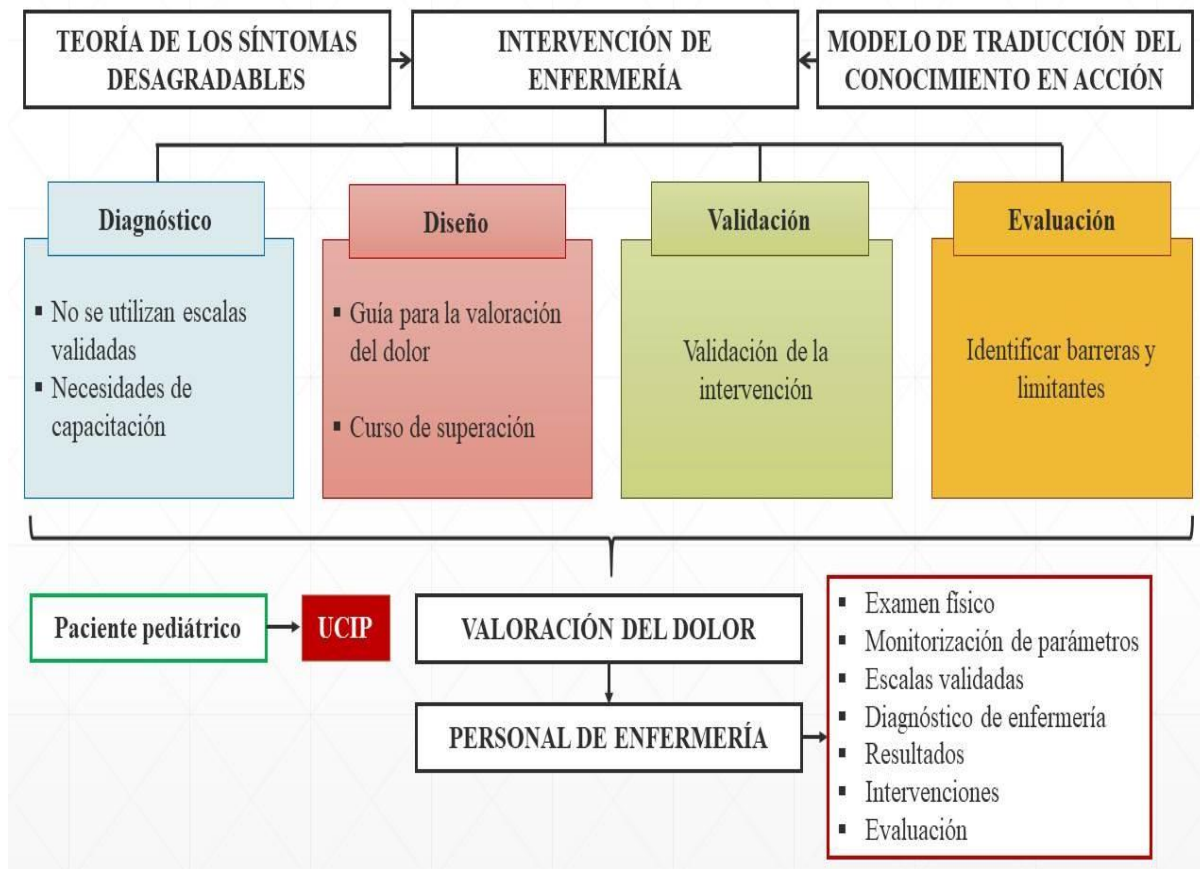 TEORÍA DE LOS SÍNTOMAS
DESAGRADABLES
INTERVENCIÓN DE
ENFERMERÍA
MODELO DE TRADUCCIÓN DEL
CONOCIMIENTO EN ACCIÓN
Diagnóstico
▪ No se utilizan escalas
validadas
▪ Necesidades de
capacitación
Diseño
▪ Guía para la valoración
del dolor
▪ Curso de superación
Validación
Validación de la
intervención
Evaluación
Identificar barreras y
limitantes
Paciente pediátrico
UCIP
VALORACIÓN DEL DOLOR
PERSONAL DE ENFERMERÍA
▪ Examen físico
▪ Monitorización de parámetros
▪ Escalas validadas
▪ Diagnóstico de enfermería
▪ Resultados
▪ Intervenciones
▪ Evaluación